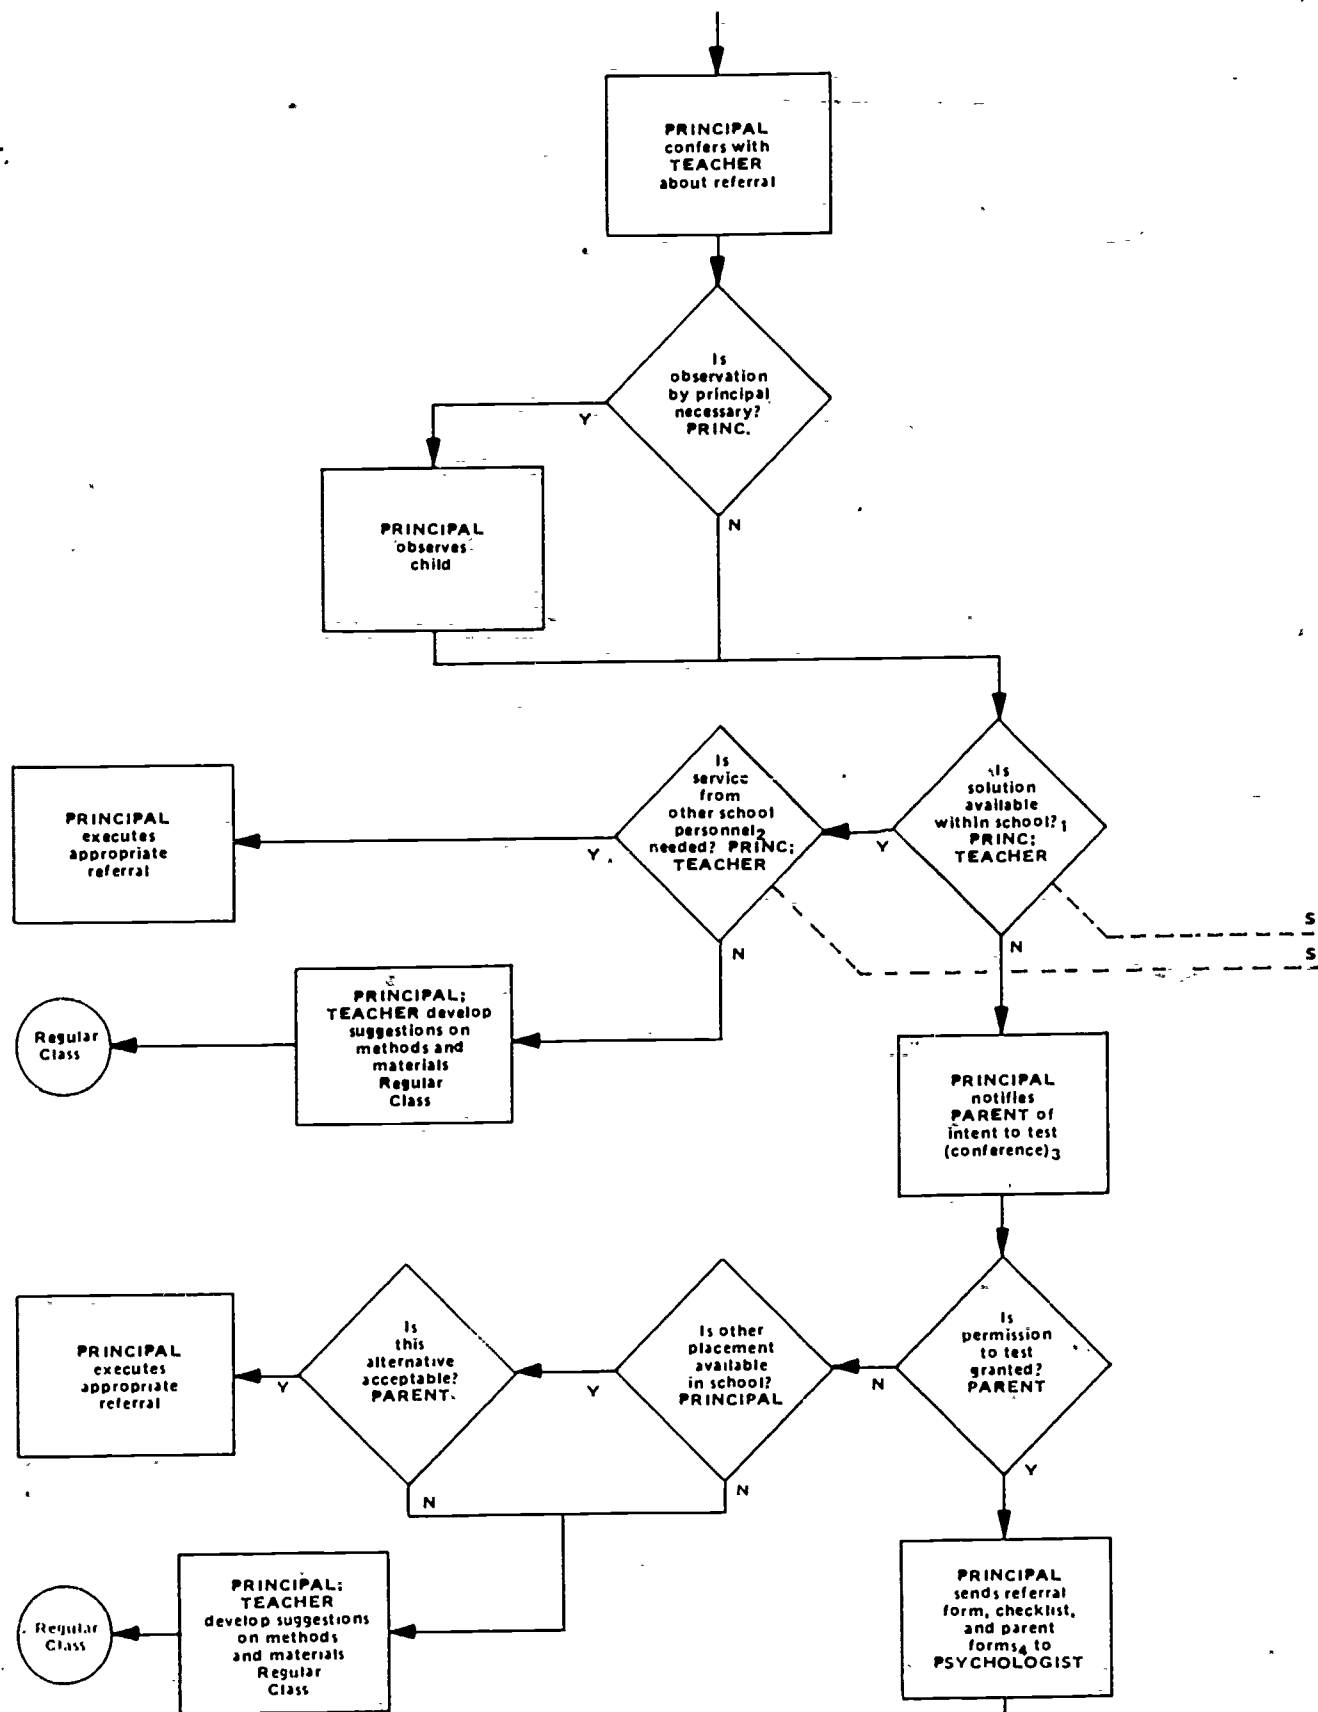 PRINCIPAL
confers with
TEACHER
about referral
Is
observation
by principal
necessary?
PRINC.
Y
N
PRINCIPAL
observes
child
Is
solution
available
within school?1
PRINC;
TEACHER
Y
N
Is
service
from
other school
personnel2
needed? PRINC;
TEACHER
Y
N
PRINCIPAL
executes
appropriate
referral
S
S
PRINCIPAL;
TEACHER develop
suggestions on
methods and
materials
Regular
Class
Regular
Class
PRINCIPAL
notifies
PARENT of
intent to test
(conference)3
Is
permission
to test
granted?
PARENT
N
Y
Is other
placement
available
in school?
PRINCIPAL
Y
N
Is
this
alternative
acceptable?
PARENT
Y
N
PRINCIPAL
executes
appropriate
referral
PRINCIPAL;
TEACHER
develop suggestions
on methods
and materials
Regular
Class
Regular
Class
PRINCIPAL
sends referral
form, checklist,
and parent
forms4 to
PSYCHOLOGIST